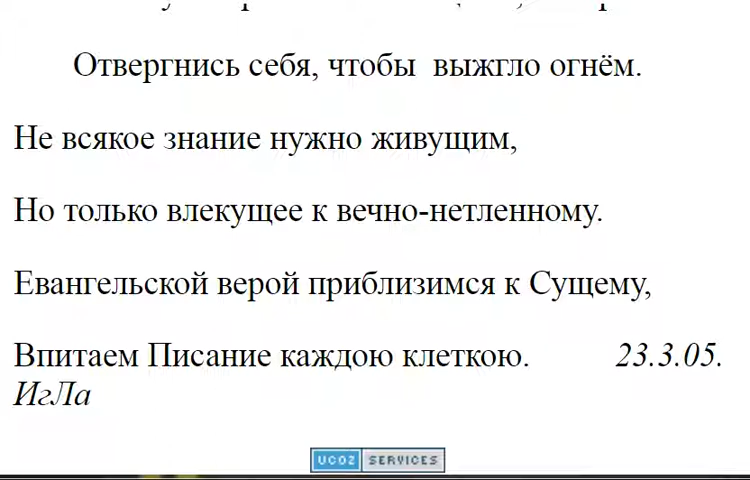 Отвергнись себя, чтобы выжгло огнём.
Не всякое знание нужно живущим,
Но только влекущее к вечно-нетленному.
Евангельской верой приблизимся к Сущему,
Впитаем Писание каждою клеткою. 23.3.05.
ИгЛа
UCOZ SERVICES